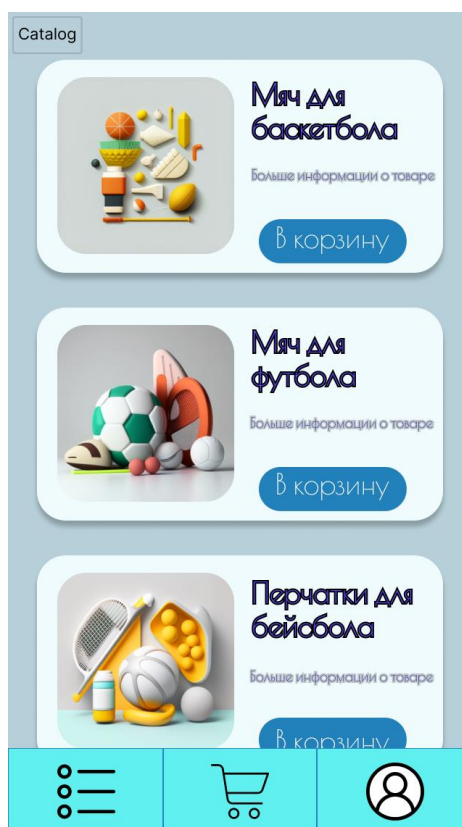 Catalog
Мяч для
баскетбола
Больше информации о товаре
В корзину
Мяч для
футбола
Больше информации о товаре
В корзину
Перчатки для
бейсбола
Больше информации о товаре
В корзину